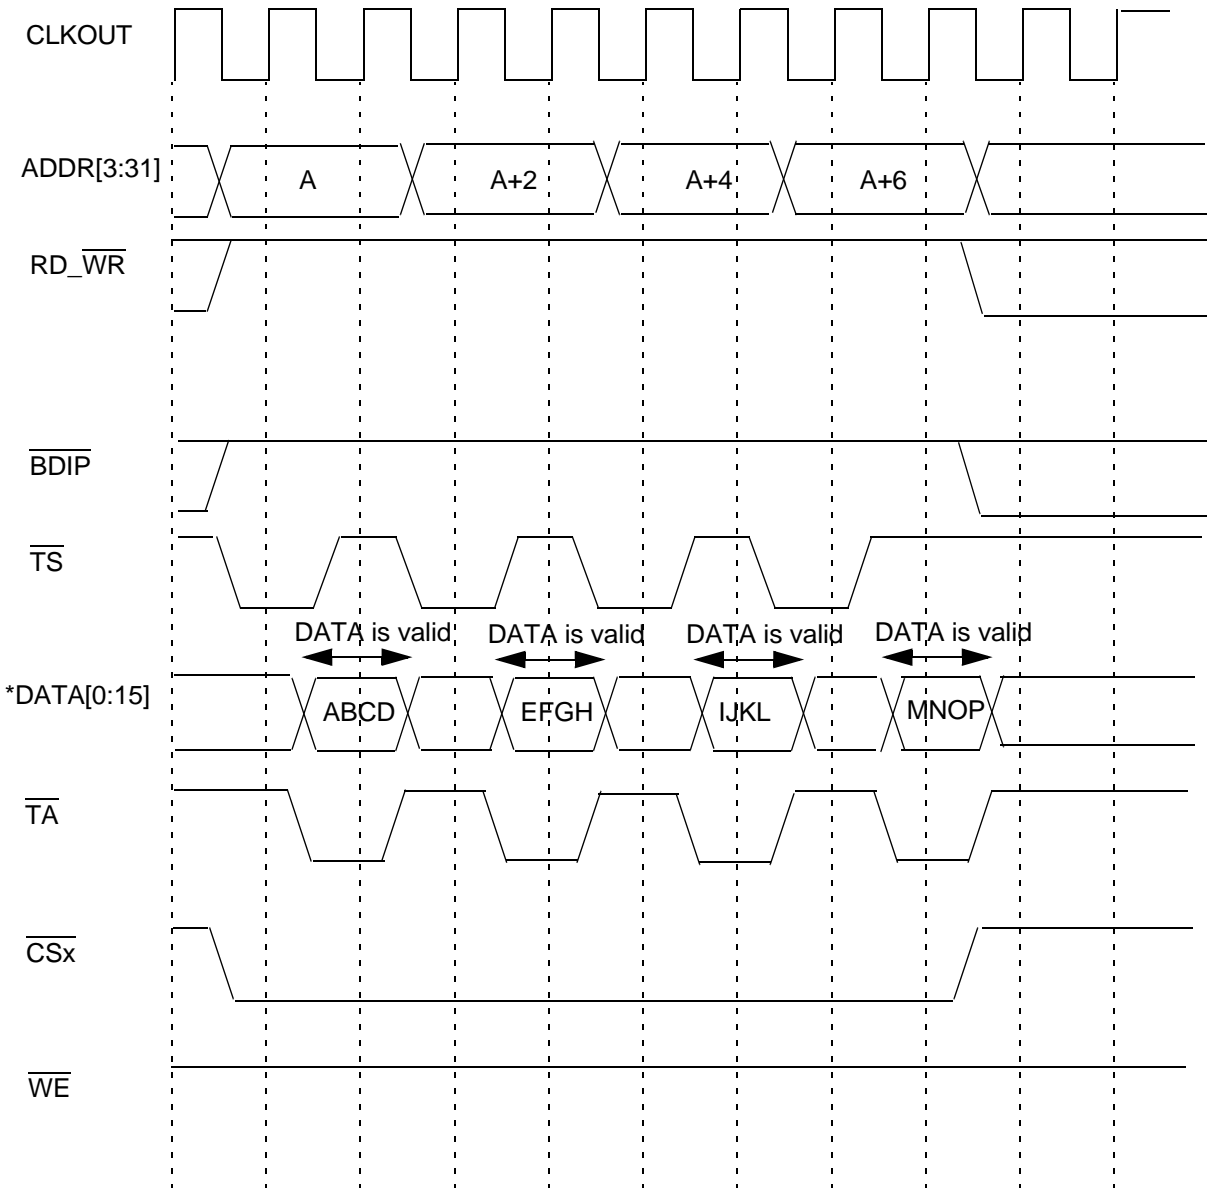 CLKOUT
ADDR[3:31]
A
A+2
A+4
A+6
RD_WR
BDIP
TS
DATA is valid
DATA is valid
DATA is valid
DATA is valid
*DATA[0:15]
ABCD
EFGH
IJKL
MNOP
TA
CSx
WE